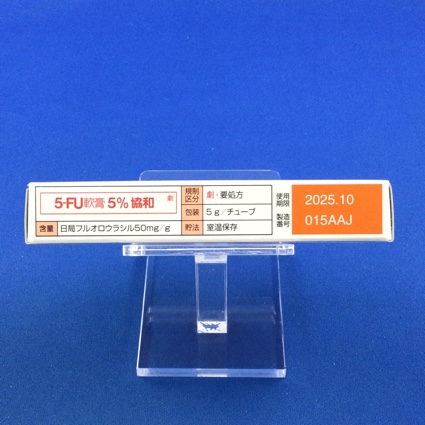 5-FU軟膏5%協和 劇
含量 日局フルオロウラシル50mg/g
規制区分 劇・要処方
包装 5g/チューブ
貯法 室温保存
使用期限 2025.10
製造番号 015AAJ